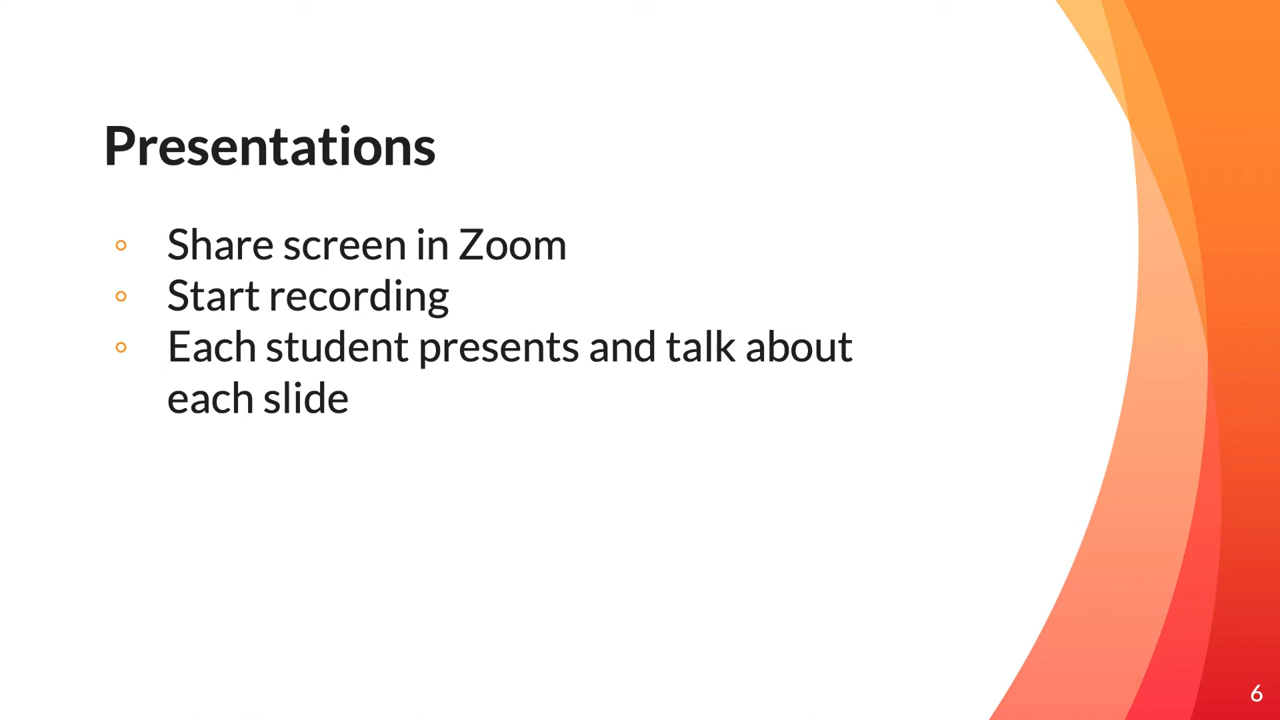 Presentations
◦ Share screen in Zoom
◦ Start recording
◦ Each student presents and talk about
each slide
6